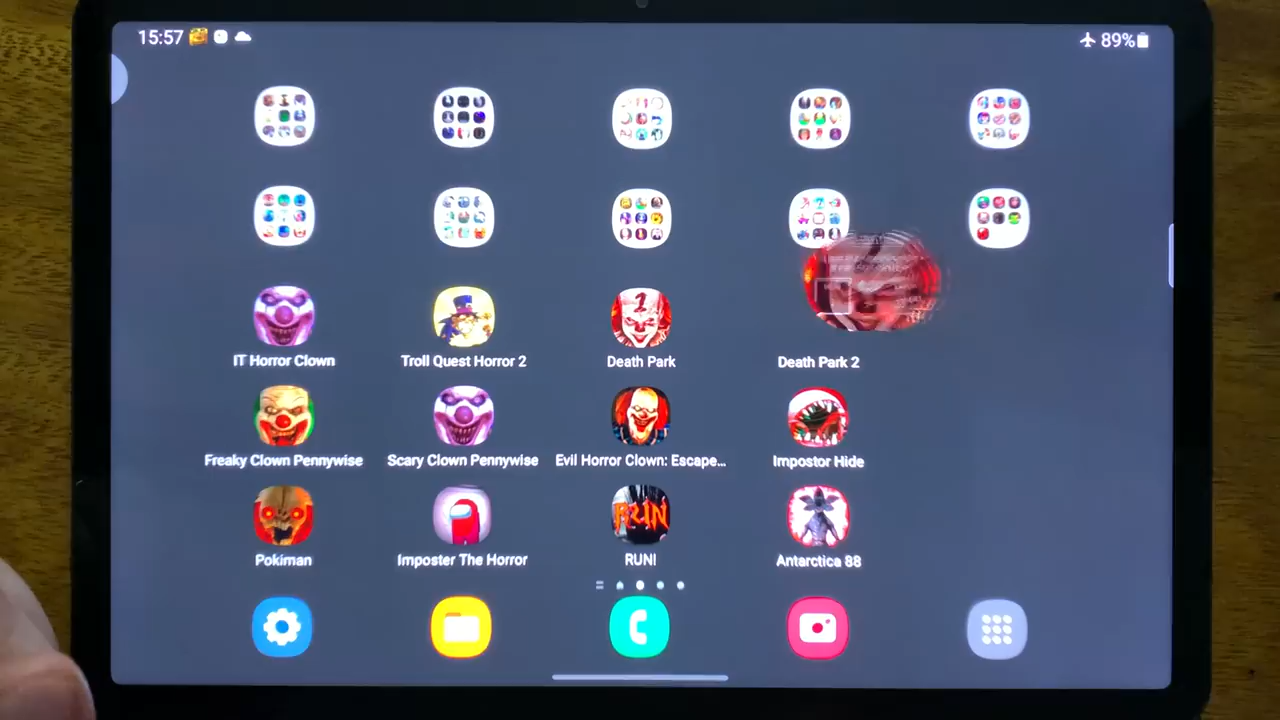 15:57
89%
IT Horror Clown
Troll Quest Horror 2
Death Park
Death Park 2
Freaky Clown Pennywise
Scary Clown Pennywise
Evil Horror Clown: Escape...
Impostor Hide
RUN
Pokiman
Imposter The Horror
RUN!
Antarctica 88